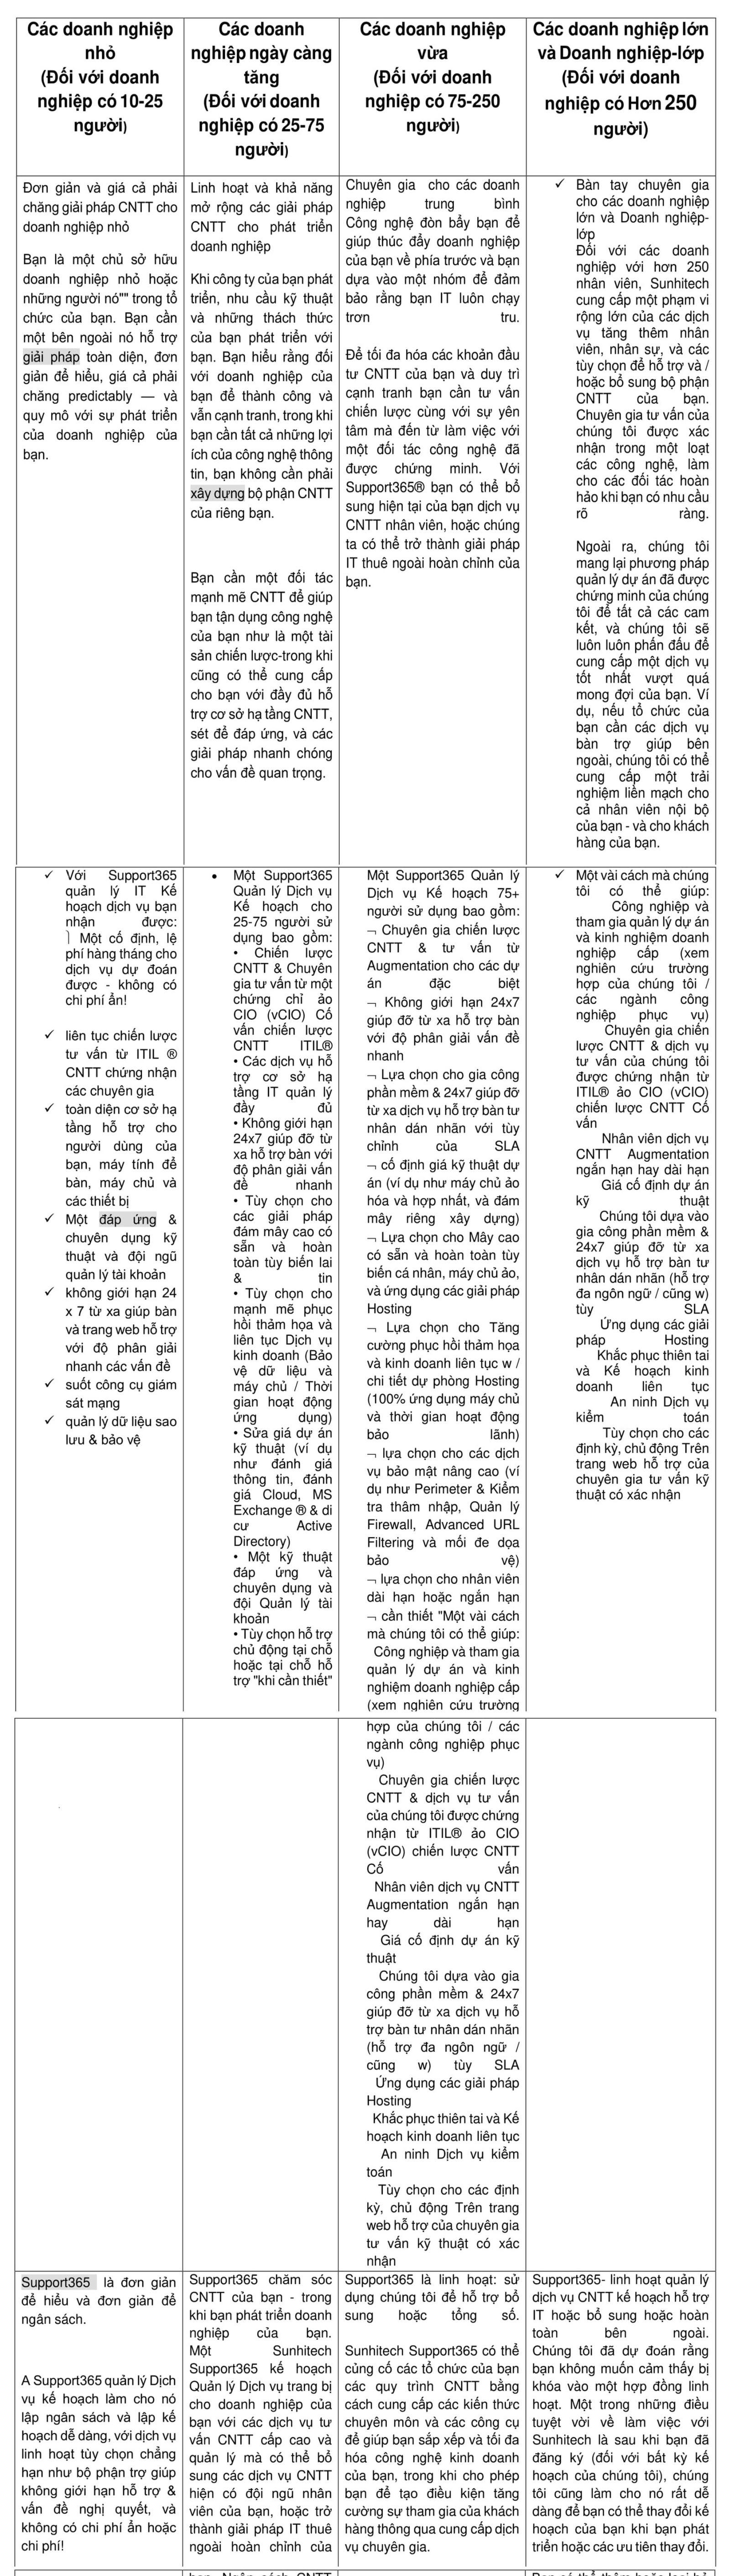 Các doanh nghiệp
nhỏ
(Đối với doanh
nghiệp có 10-25
người)
Các doanh
nghiệp ngày càng
tăng
(Đối với doanh
nghiệp có 25-75
người)
Các doanh nghiệp
vừa
(Đối với doanh
nghiệp có 75-250
người)
Các doanh nghiệp lớn
và Doanh nghiệp-lớp
(Đối với doanh
nghiệp có Hơn 250
người)
Đơn giản và giá cả phải
chăng giải pháp CNTT cho
doanh nghiệp nhỏ
Bạn là một chủ sở hữu
doanh nghiệp nhỏ hoặc
những người nó"" trong tổ
chức của bạn. Bạn cần
một bên ngoài nó hỗ trợ
giải pháp toàn diện, đơn
giản để hiểu, giá cả phải
chăng predictably — và
quy mô với sự phát triển
của doanh nghiệp của
bạn.
Linh hoạt và khả năng
mở rộng các giải pháp
CNTT cho phát triển
doanh nghiệp
Khi công ty của bạn phát
triển, nhu cầu kỹ thuật
và những thách thức
của bạn phát triển với
bạn. Bạn hiểu rằng đối
với doanh nghiệp của
bạn để thành công và
vẫn cạnh tranh, trong khi
bạn cần tất cả những lợi
ích của công nghệ thông
tin, bạn không cần phải
xây dựng bộ phận CNTT
của riêng bạn.
Bạn cần một đối tác
mạnh mẽ CNTT để giúp
bạn tận dụng công nghệ
của bạn như là một tài
sản chiến lược-trong khi
cũng có thể cung cấp
cho bạn với đầy đủ hỗ
trợ cơ sở hạ tầng CNTT,
sét để đáp ứng, và các
giải pháp nhanh chóng
cho vấn đề quan trọng.
Chuyên gia cho các doanh
nghiệp trung bình
Công nghệ đòn bẩy bạn để
giúp thúc đẩy doanh nghiệp
của bạn về phía trước và bạn
dựa vào một nhóm để đảm
bảo rằng bạn IT luôn chạy
trơn tru.
Để tối đa hóa các khoản đầu
tư CNTT của bạn và duy trì
cạnh tranh bạn cần tư vấn
chiến lược cùng với sự yên
tâm mà đến từ làm việc với
một đối tác công nghệ đã
được chứng minh. Với
Support365® bạn có thể bổ
sung hiện tại của bạn dịch vụ
CNTT nhân viên, hoặc chúng
ta có thể trở thành giải pháp
IT thuê ngoài hoàn chỉnh của
bạn.
✓ Bàn tay chuyên gia
cho các doanh nghiệp
lớn và Doanh nghiệp-
lớp
Đối với các doanh
nghiệp với hơn 250
nhân viên, Sunhitech
cung cấp một phạm vi
rộng lớn của các dịch
vụ tăng thêm nhân
viên, nhân sự, và các
tùy chọn để hỗ trợ và /
hoặc bổ sung bộ phận
CNTT của bạn.
Chuyên gia tư vấn của
chúng tôi được xác
nhận trong một loạt
các công nghệ, làm
cho các đối tác hoàn
hảo khi bạn có nhu cầu
rõ ràng.
Ngoài ra, chúng tôi
mang lại phương pháp
quản lý dự án đã được
chứng minh của chúng
tôi để tất cả các cam
kết, và chúng tôi sẽ
luôn luôn phấn đấu để
cung cấp một dịch vụ
tốt nhất vượt quá
mong đợi của bạn. Ví
dụ, nếu tổ chức của
bạn cần các dịch vụ
bàn trợ giúp bên
ngoài, chúng tôi có thể
cung cấp một trải
nghiệm liền mạch cho
cả nhân viên nội bộ
của bạn - và cho khách
hàng của bạn.
✓ Với Support365
quản lý IT Kế
hoạch dịch vụ bạn
nhận được:
⌉ Một cố định, lệ
phí hàng tháng cho
dịch vụ dự đoán
được - không có
chi phí ẩn!
✓ liên tục chiến lược
tư vấn từ ITIL ®
CNTT chứng nhận
các chuyên gia
✓ toàn diện cơ sở hạ
tầng hỗ trợ cho
người dùng của
bạn, máy tính để
bàn, máy chủ và
các thiết bị
✓ Một đáp ứng &
chuyên dụng kỹ
thuật và đội ngũ
quản lý tài khoản
✓ không giới hạn 24
x 7 từ xa giúp bàn
và trang web hỗ trợ
với độ phân giải
nhanh các vấn đề
✓ suốt công cụ giám
sát mạng
✓ quản lý dữ liệu sao
lưu & bảo vệ
• Một Support365
Quản lý Dịch vụ
Kế hoạch cho
25-75 người sử
dụng bao gồm:
• Chiến lược
CNTT & Chuyên
gia tư vấn từ một
chứng chỉ ảo
CIO (vCIO) Cố
vấn chiến lược
CNTT ITIL®
• Các dịch vụ hỗ
trợ cơ sở hạ
tầng IT quản lý
đầy đủ
• Không giới hạn
24x7 giúp đỡ từ
xa hỗ trợ bàn với
độ phân giải vấn
đề nhanh
• Tùy chọn cho
các giải pháp
đám mây cao có
sẵn và hoàn
toàn tùy biến lai
& tin
• Tùy chọn cho
mạnh mẽ phục
hồi thảm họa và
liên tục Dịch vụ
kinh doanh (Bảo
vệ dữ liệu và
máy chủ / Thời
gian hoạt động
ứng dụng)
• Sửa giá dự án
kỹ thuật (ví dụ
như đánh giá
thông tin, đánh
giá Cloud, MS
Exchange ® & di
cư Active
Directory)
• Một kỹ thuật
đáp ứng và
chuyên dụng và
đội Quản lý tài
khoản
• Tùy chọn hỗ trợ
chủ động tại chỗ
hoặc tại chỗ hỗ
trợ "khi cần thiết"
Một Support365 Quản lý
Dịch vụ Kế hoạch 75+
người sử dụng bao gồm:
¬ Chuyên gia chiến lược
CNTT & tư vấn từ
Augmentation cho các dự
án đặc biệt
¬ Không giới hạn 24x7
giúp đỡ từ xa hỗ trợ bàn
với độ phân giải vấn đề
nhanh
¬ Lựa chọn cho gia công
phần mềm & 24x7 giúp đỡ
từ xa dịch vụ hỗ trợ bàn tư
nhân dán nhãn với tùy
chỉnh của SLA
¬ cố định giá kỹ thuật dự
án (ví dụ như máy chủ ảo
hóa và hợp nhất, và đám
mây riêng xây dựng)
¬ Lựa chọn cho Mây cao
có sẵn và hoàn toàn tùy
biến cá nhân, máy chủ ảo,
và ứng dụng các giải pháp
Hosting
¬ Lựa chọn cho Tăng
cường phục hồi thảm họa
và kinh doanh liên tục w /
chi tiết dự phòng Hosting
(100% ứng dụng máy chủ
và thời gian hoạt động
bảo lãnh)
¬ lựa chọn cho các dịch
vụ bảo mật nâng cao (ví
dụ như Perimeter & Kiểm
tra thâm nhập, Quản lý
Firewall, Advanced URL
Filtering và mối đe dọa
bảo vệ)
¬ lựa chọn cho nhân viên
dài hạn hoặc ngắn hạn
¬ cần thiết "Một vài cách
mà chúng tôi có thể giúp:
Công nghiệp và tham gia
quản lý dự án và kinh
nghiệm doanh nghiệp cấp
(xem nghiên cứu trường
✓ Một vài cách mà chúng
tôi có thể giúp:
Công nghiệp và
tham gia quản lý dự án
và kinh nghiệm doanh
nghiệp cấp (xem
nghiên cứu trường
hợp của chúng tôi /
các ngành công
nghiệp phục vụ)
Chuyên gia chiến
lược CNTT & dịch vụ
tư vấn của chúng tôi
được chứng nhận từ
ITIL® ảo CIO (vCIO)
chiến lược CNTT Cố
vấn
Nhân viên dịch vụ
CNTT Augmentation
ngắn hạn hay dài hạn
Giá cố định dự án
kỹ thuật
Chúng tôi dựa vào
gia công phần mềm &
24x7 giúp đỡ từ xa
dịch vụ hỗ trợ bàn tư
nhân dán nhãn (hỗ trợ
đa ngôn ngữ / cũng w)
tùy SLA
Ứng dụng các giải
pháp Hosting
Khắc phục thiên tai
và Kế hoạch kinh
doanh liên tục
An ninh Dịch vụ
kiểm toán
Tùy chọn cho các
định kỳ, chủ động Trên
trang web hỗ trợ của
chuyên gia tư vấn kỹ
thuật có xác nhận
hợp của chúng tôi / các
ngành công nghiệp phục
vụ)
Chuyên gia chiến lược
CNTT & dịch vụ tư vấn
của chúng tôi được chứng
nhận từ ITIL® ảo CIO
(vCIO) chiến lược CNTT
Cố vấn
Nhân viên dịch vụ CNTT
Augmentation ngắn hạn
hay dài hạn
Giá cố định dự án kỹ
thuật
Chúng tôi dựa vào gia
công phần mềm & 24x7
giúp đỡ từ xa dịch vụ hỗ
trợ bàn tư nhân dán nhãn
(hỗ trợ đa ngôn ngữ /
cũng w) tùy SLA
Ứng dụng các giải pháp
Hosting
Khắc phục thiên tai và Kế
hoạch kinh doanh liên tục
An ninh Dịch vụ kiểm
toán
Tùy chọn cho các định
kỳ, chủ động Trên trang
web hỗ trợ của chuyên gia
tư vấn kỹ thuật có xác
nhận
Support365 là đơn giản
để hiểu và đơn giản để
ngân sách.
A Support365 quản lý Dịch
vụ kế hoạch làm cho nó
lập ngân sách và lập kế
hoạch dễ dàng, với dịch vụ
linh hoạt tùy chọn chẳng
hạn như bộ phận trợ giúp
không giới hạn hỗ trợ &
vấn đề nghị quyết, và
không có chi phí ẩn hoặc
chi phí!
Support365 chăm sóc
CNTT của bạn - trong
khi bạn phát triển doanh
nghiệp của bạn.
Một Sunhitech
Support365 kế hoạch
Quản lý Dịch vụ trang bị
cho doanh nghiệp của
bạn với các dịch vụ tư
vấn CNTT cấp cao và
quản lý mà có thể bổ
sung các dịch vụ CNTT
hiện có đội ngũ nhân
viên của bạn, hoặc trở
thành giải pháp IT thuê
ngoài hoàn chỉnh của
Support365 là linh hoạt: sử
dụng chúng tôi để hỗ trợ bổ
sung hoặc tổng số.
Sunhitech Support365 có thể
củng cố các tổ chức của bạn
các quy trình CNTT bằng
cách cung cấp các kiến thức
chuyên môn và các công cụ
để giúp bạn sắp xếp và tối đa
hóa công nghệ kinh doanh
của bạn, trong khi cho phép
bạn để tạo điều kiện tăng
cường sự tham gia của khách
hàng thông qua cung cấp dịch
vụ chuyên gia.
Support365- linh hoạt quản lý
dịch vụ CNTT kế hoạch hỗ trợ
IT hoặc bổ sung hoặc hoàn
toàn bên ngoài.
Chúng tôi đã dự đoán rằng
bạn không muốn cảm thấy bị
khóa vào một hợp đồng linh
hoạt. Một trong những điều
tuyệt vời về làm việc với
Sunhitech là sau khi bạn đã
đăng ký (đối với bất kỳ kế
hoạch của chúng tôi), chúng
tôi cũng làm cho nó rất dễ
dàng để bạn có thể thay đổi kế
hoạch của bạn khi bạn phát
triển hoặc các ưu tiên thay đổi.